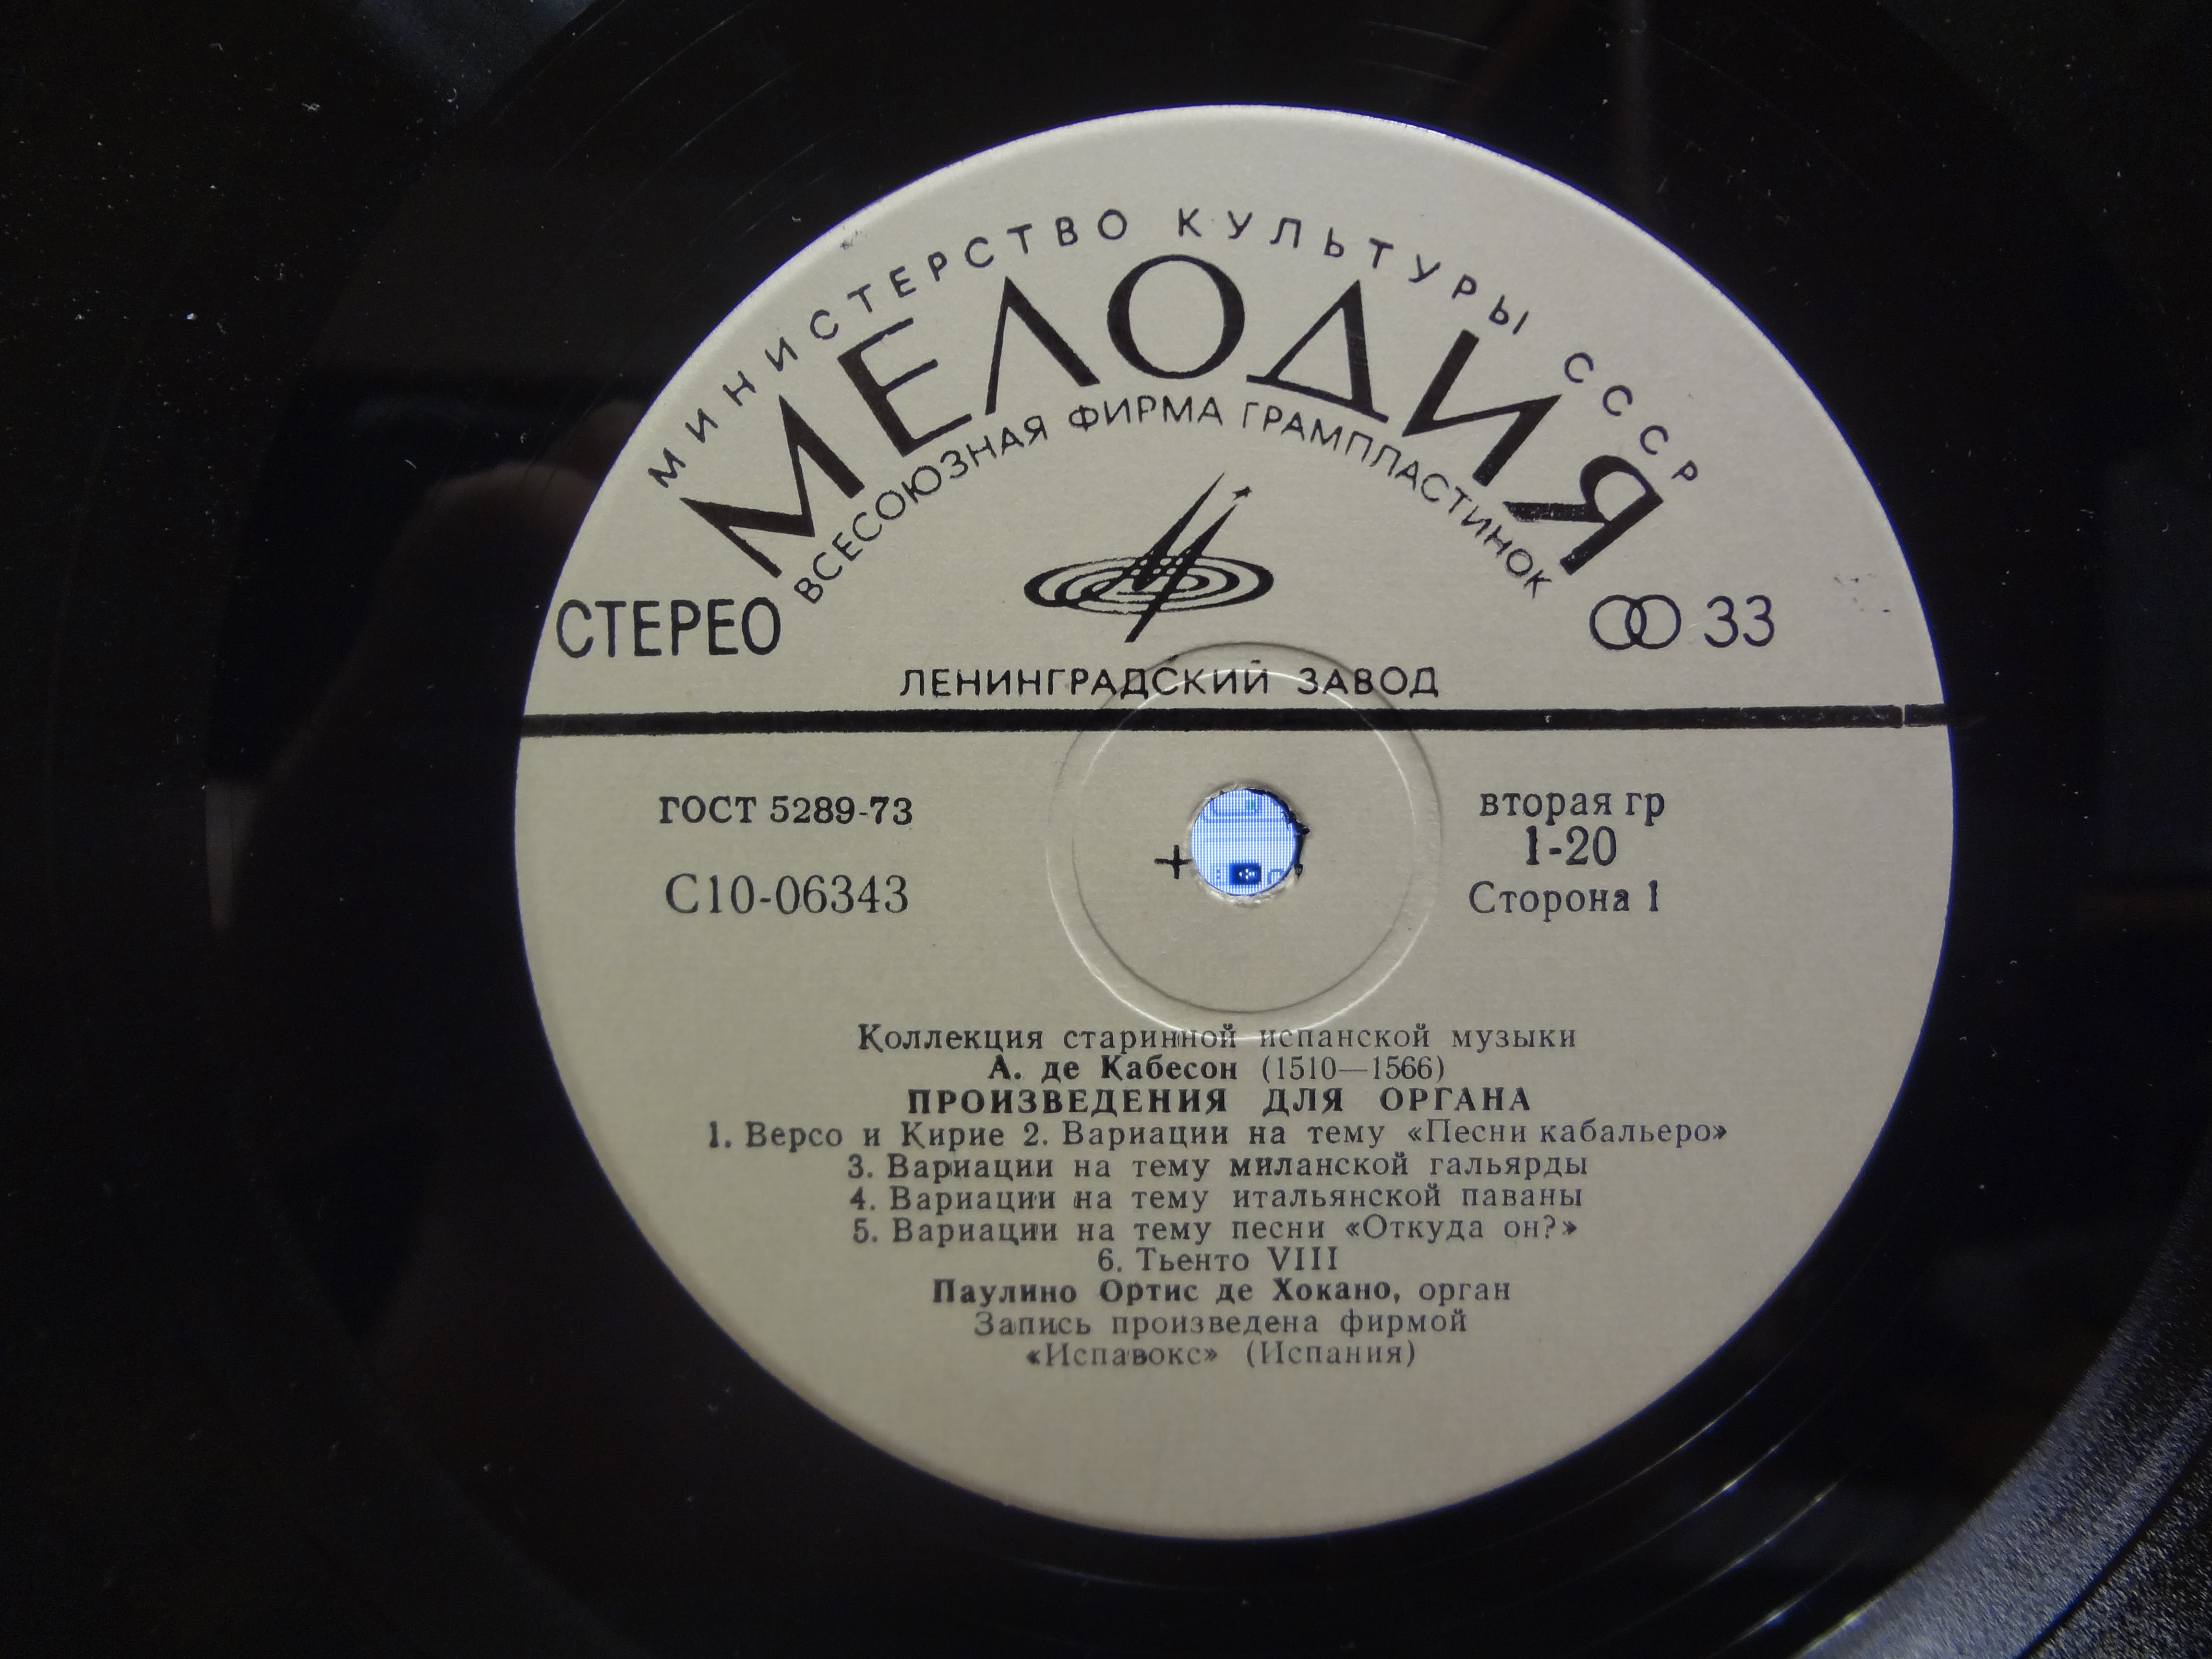 МИНИСТЕРСТВО КУЛЬТУРЫ СССР
МЕЛОДИЯ
ВСЕСОЮЗНАЯ ФИРМА ГРАМПЛАСТИНОК
СТЕРЕО
33
ЛЕНИНГРАДСКИЙ ЗАВОД
ГОСТ 5289-73
С10-06343
вторая гр
1-20
Сторона 1
Коллекция старинной испанской музыки
А. де Кабесон (1510—1566)
ПРОИЗВЕДЕНИЯ ДЛЯ ОРГАНА
1. Версо и Кирие 2. Вариации на тему «Песни кабальеро»
3. Вариации на тему миланской гальярды
4. Вариации на тему итальянской паваны
5. Вариации на тему песни «Откуда он?»
6. Тьенто VIII
Паулино Ортис де Хокано, орган
Запись произведена фирмой
«Испавокс» (Испания)